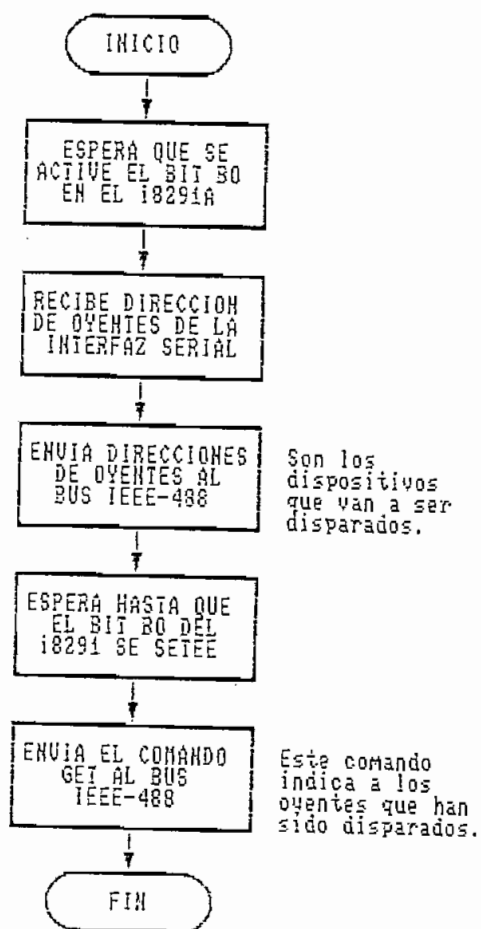 INICIO
ESPERA QUE SE
ACTIVE EL BIT BO
EN EL i8291A
RECIBE DIRECCION
DE OYENTES DE LA
INTERFAZ SERIAL
ENVIA DIRECCIONES
DE OYENTES AL
BUS IEEE-488
Son los
dispositivos
que van a ser
disparados.
ESPERA HASTA QUE
EL BIT BO DEL
i8291 SE SETEE
ENVIA EL COMANDO
GET AL BUS
IEEE-488
Este comando
indica a los
oyentes que han
sido disparados.
FIN